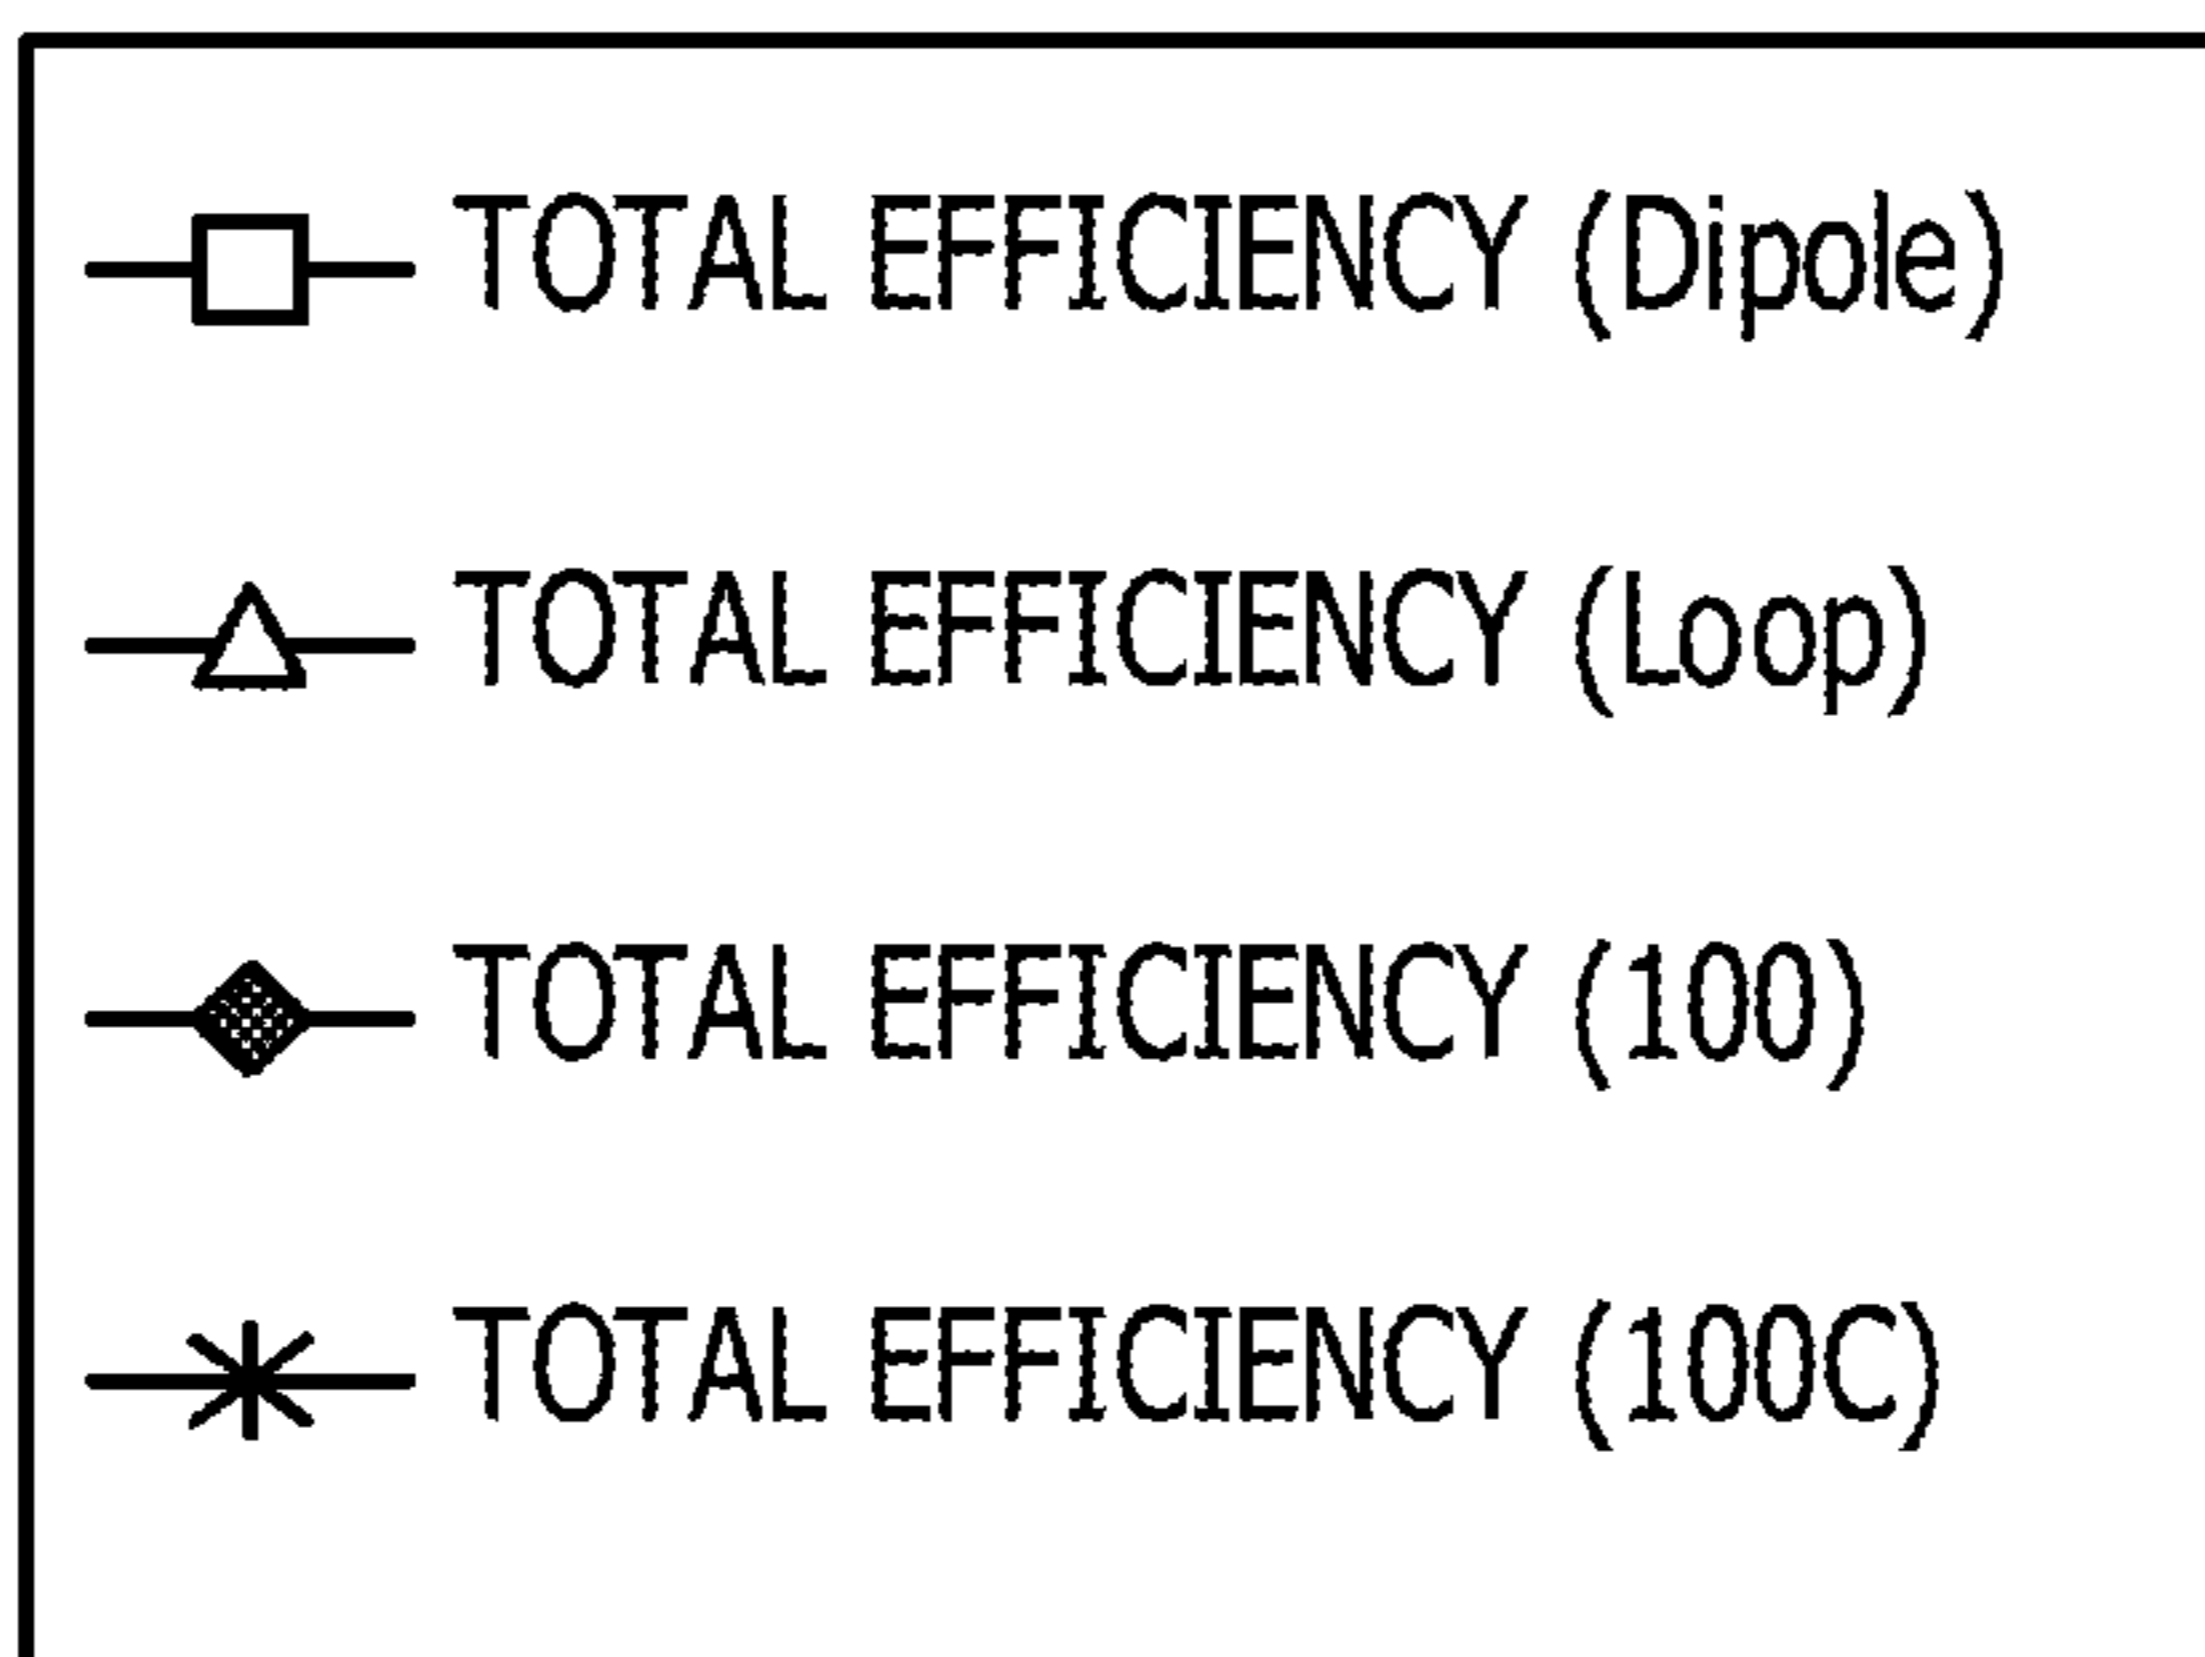 TOTAL EFFICIENCY (Dipole)
TOTAL EFFICIENCY (Loop)
TOTAL EFFICIENCY (100)
TOTAL EFFICIENCY (100C)